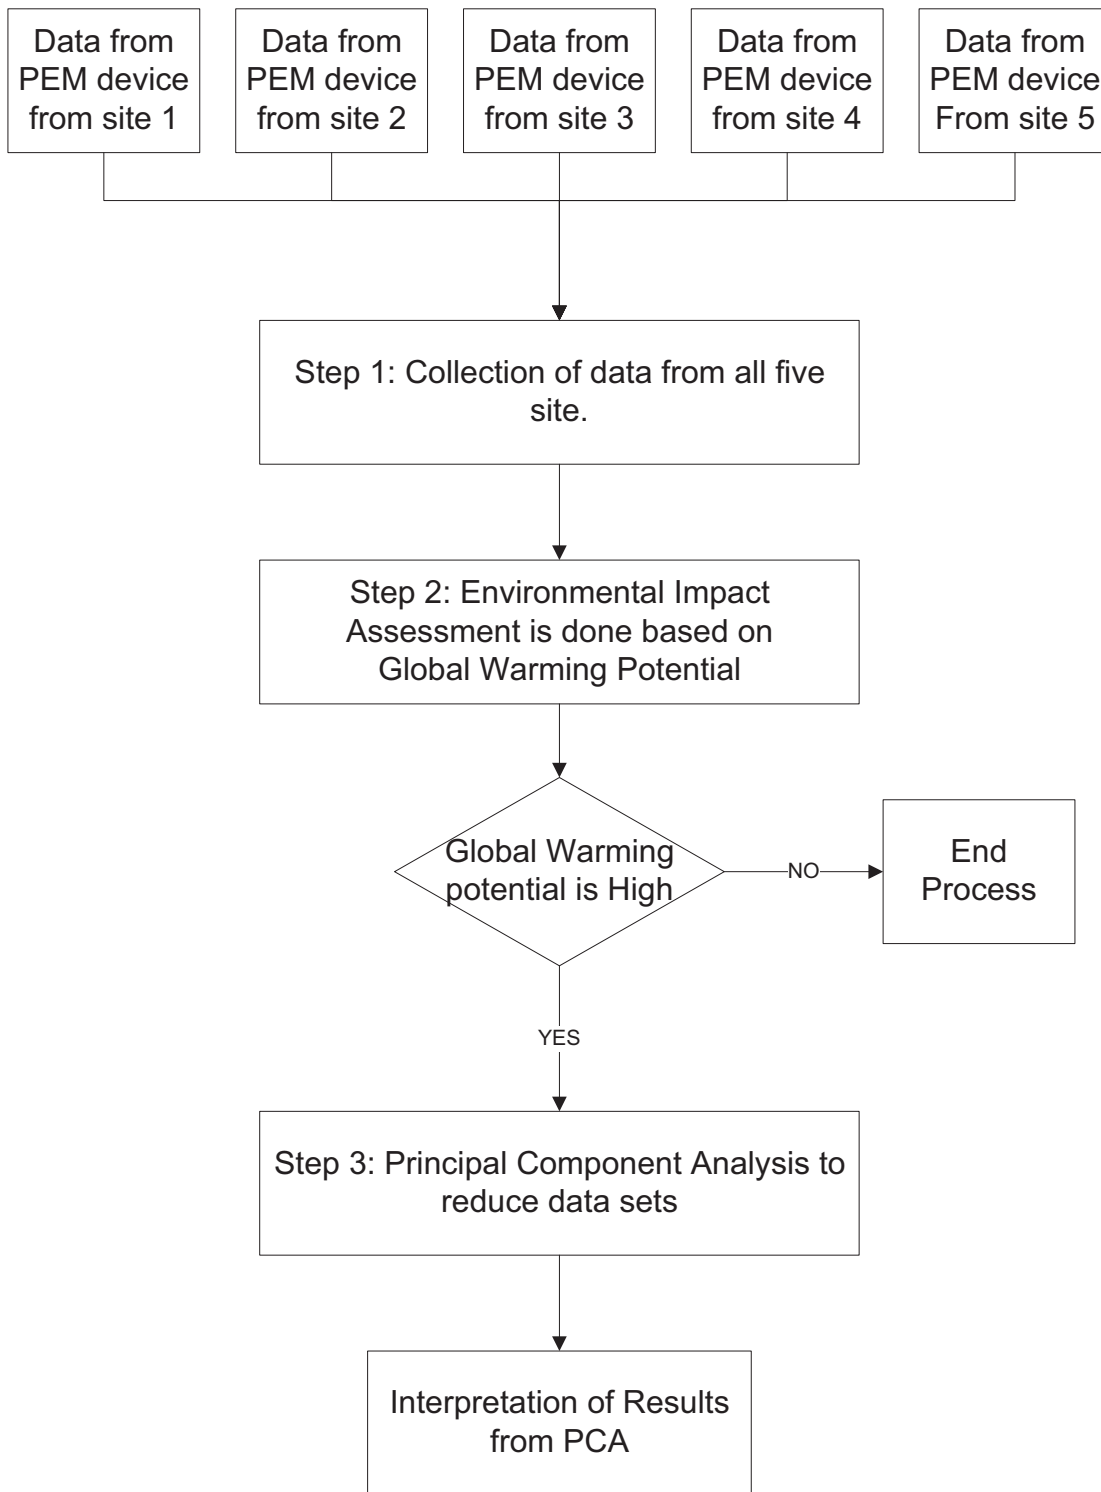 Data from
PEM device
from site 1
Data from
PEM device
from site 2
Data from
PEM device
from site 3
Data from
PEM device
from site 4
Data from
PEM device
From site 5
Step 1: Collection of data from all five
site.
Step 2: Environmental Impact
Assessment is done based on
Global Warming Potential
Global Warming
potential is High
NO
End
Process
YES
Step 3: Principal Component Analysis to
reduce data sets
Interpretation of Results
from PCA